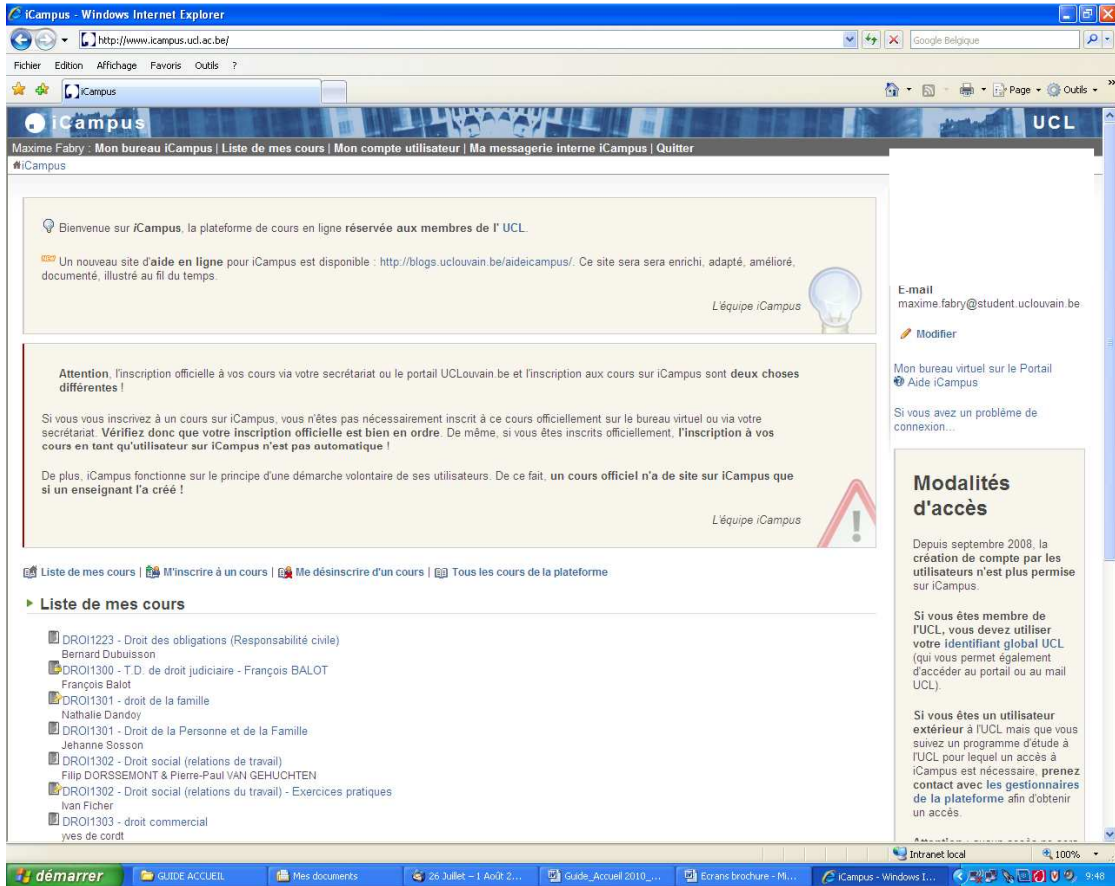 iCampus - Windows Internet Explorer
http://www.icampus.ucl.ac.be/
Google Belgique
Fichier Edition Affichage Favoris Outils ?
iCampus
Page Outils
iCampus UCL
Maxime Fabry : Mon bureau iCampus | Liste de mes cours | Mon compte utilisateur | Ma messagerie interne iCampus | Quitter
iCampus
Bienvenue sur iCampus, la plateforme de cours en ligne réservée aux membres de l' UCL.
Un nouveau site d'aide en ligne pour iCampus est disponible : http://blogs.uclouvain.be/aideicampus/. Ce site sera sera enrichi, adapté, amélioré,
documenté, illustré au fil du temps.
L'équipe iCampus
Attention, l'inscription officielle à vos cours via votre secrétariat ou le portail UCLouvain.be et l'inscription aux cours sur iCampus sont deux choses
différentes !
Si vous vous inscrivez à un cours sur iCampus, vous n'êtes pas nécessairement inscrit à ce cours officiellement sur le bureau virtuel ou via votre
secrétariat. Vérifiez donc que votre inscription officielle est bien en ordre. De même, si vous êtes inscrits officiellement, l'inscription à vos
cours en tant qu'utilisateur sur iCampus n'est pas automatique !
De plus, iCampus fonctionne sur le principe d'une démarche volontaire de ses utilisateurs. De ce fait, un cours officiel n'a de site sur iCampus que
si un enseignant l'a créé !
L'équipe iCampus
Liste de mes cours | M'inscrire à un cours | Me désinscrire d'un cours | Tous les cours de la plateforme
Liste de mes cours
DROI1223 - Droit des obligations (Responsabilité civile)
Bernard Dubuisson
DROI1300 - T.D. de droit judiciaire - François BALOT
François Balot
DROI1301 - droit de la famille
Nathalie Dandoy
DROI1301 - Droit de la Personne et de la Famille
Jehanne Sosson
DROI1302 - Droit social (relations de travail)
Filip DORSSEMONT & Pierre-Paul VAN GEHUCHTEN
DROI1302 - Droit social (relations du travail) - Exercices pratiques
Ivan Ficher
DROI1303 - droit commercial
yves de cordt
E-mail
maxime.fabry@student.uclouvain.be
Modifier
Mon bureau virtuel sur le Portail
Aide iCampus
Si vous avez un problème de
connexion...
Modalités
d'accès
Depuis septembre 2008, la
création de compte par les
utilisateurs n'est plus permise
sur iCampus.
Si vous êtes membre de
l'UCL, vous devez utiliser
votre identifiant global UCL
(qui vous permet également
d'accéder au portail ou au mail
UCL).
Si vous êtes un utilisateur
extérieur à l'UCL mais que vous
suivez un programme d'étude à
l'UCL pour lequel un accès à
iCampus est nécessaire, prenez
contact avec les gestionnaires
de la plateforme afin d'obtenir
un accès.
Intranet local 100%
démarrer GUIDE ACCUEIL Mes documents 26 Juillet – 1 Août 2... Guide_Accueil 2010_... Ecrans brochure - Mi... iCampus - Windows I... 9:48